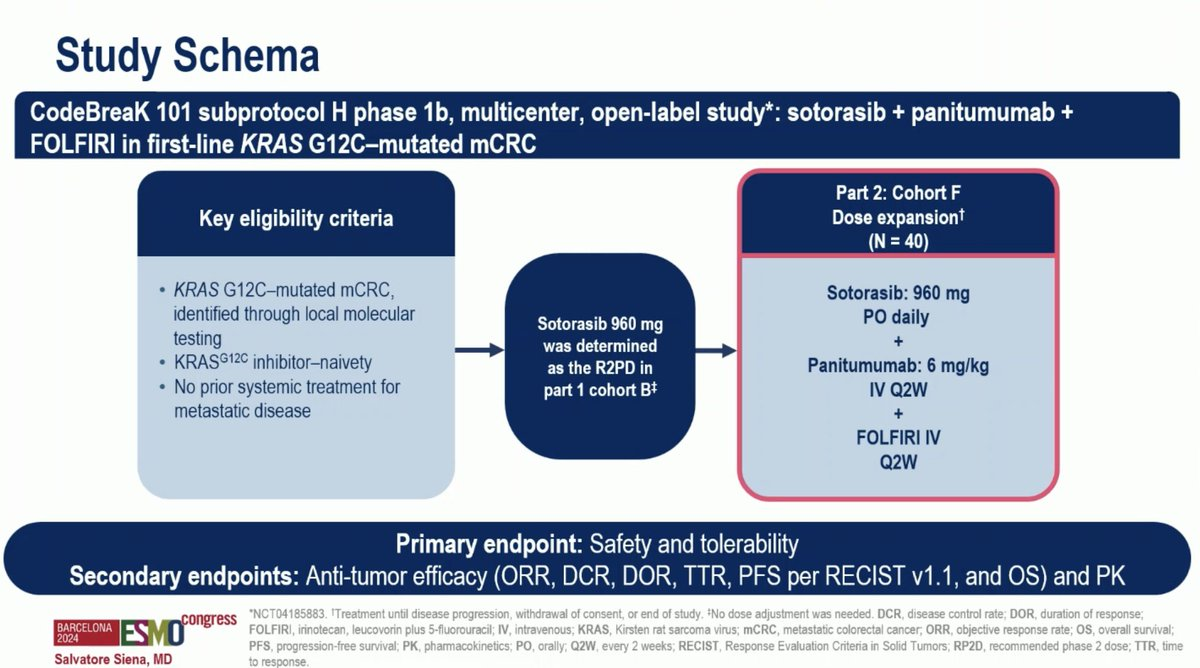 Study Schema
CodeBreaK 101 subprotocol H phase 1b, multicenter, open-label study*: sotorasib + panitumumab +
FOLFIRI in first-line KRAS G12C–mutated mCRC
Key eligibility criteria
• KRAS G12C–mutated mCRC,
identified through local molecular
testing
• KRASG12C inhibitor–naivety
• No prior systemic treatment for
metastatic disease
Sotorasib 960 mg
was determined
as the R2PD in
part 1 cohort B‡
Part 2: Cohort F
Dose expansion†
(N = 40)
Sotorasib: 960 mg
PO daily
+
Panitumumab: 6 mg/kg
IV Q2W
+
FOLFIRI IV
Q2W
Primary endpoint: Safety and tolerability
Secondary endpoints: Anti-tumor efficacy (ORR, DCR, DOR, TTR, PFS per RECIST v1.1, and OS) and PK
BARCELONA
2024
ESMO congress
Salvatore Siena, MD
*NCT04185883. †Treatment until disease progression, withdrawal of consent, or end of study. ‡No dose adjustment was needed. DCR, disease control rate; DOR, duration of response;
FOLFIRI, irinotecan, leucovorin plus 5-fluorouracil; IV, intravenous; KRAS, Kirsten rat sarcoma virus; mCRC, metastatic colorectal cancer; ORR, objective response rate; OS, overall survival;
PFS, progression-free survival; PK, pharmacokinetics; PO, orally; Q2W, every 2 weeks; RECIST, Response Evaluation Criteria in Solid Tumors; RP2D, recommended phase 2 dose; TTR, time
to response.